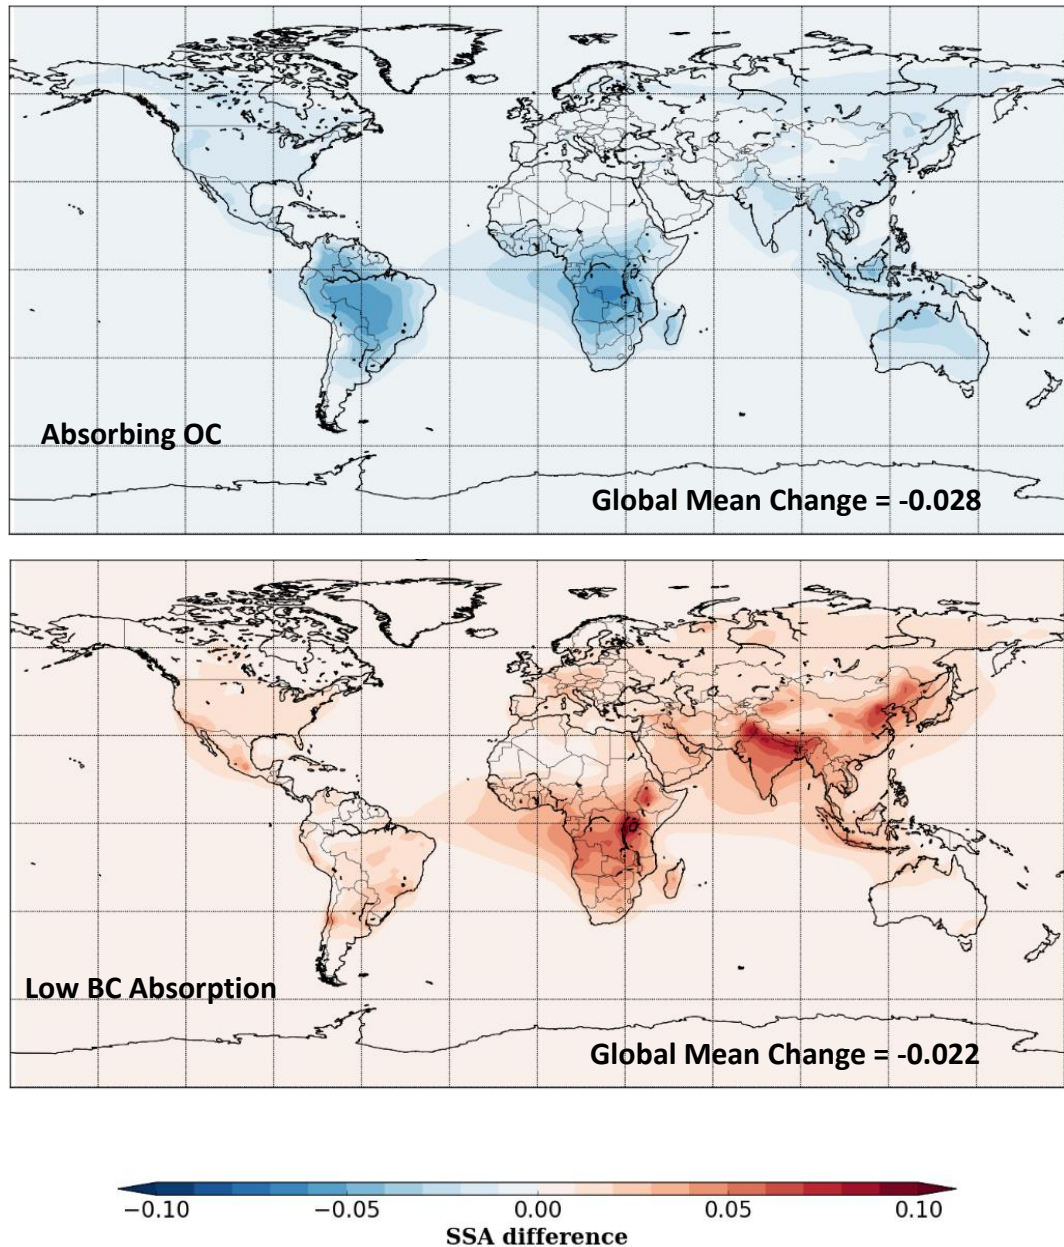 Absorbing OC
Global Mean Change = -0.028
Low BC Absorption
Global Mean Change = -0.022
−0.10 −0.05 0.00 0.05 0.10
SSA difference